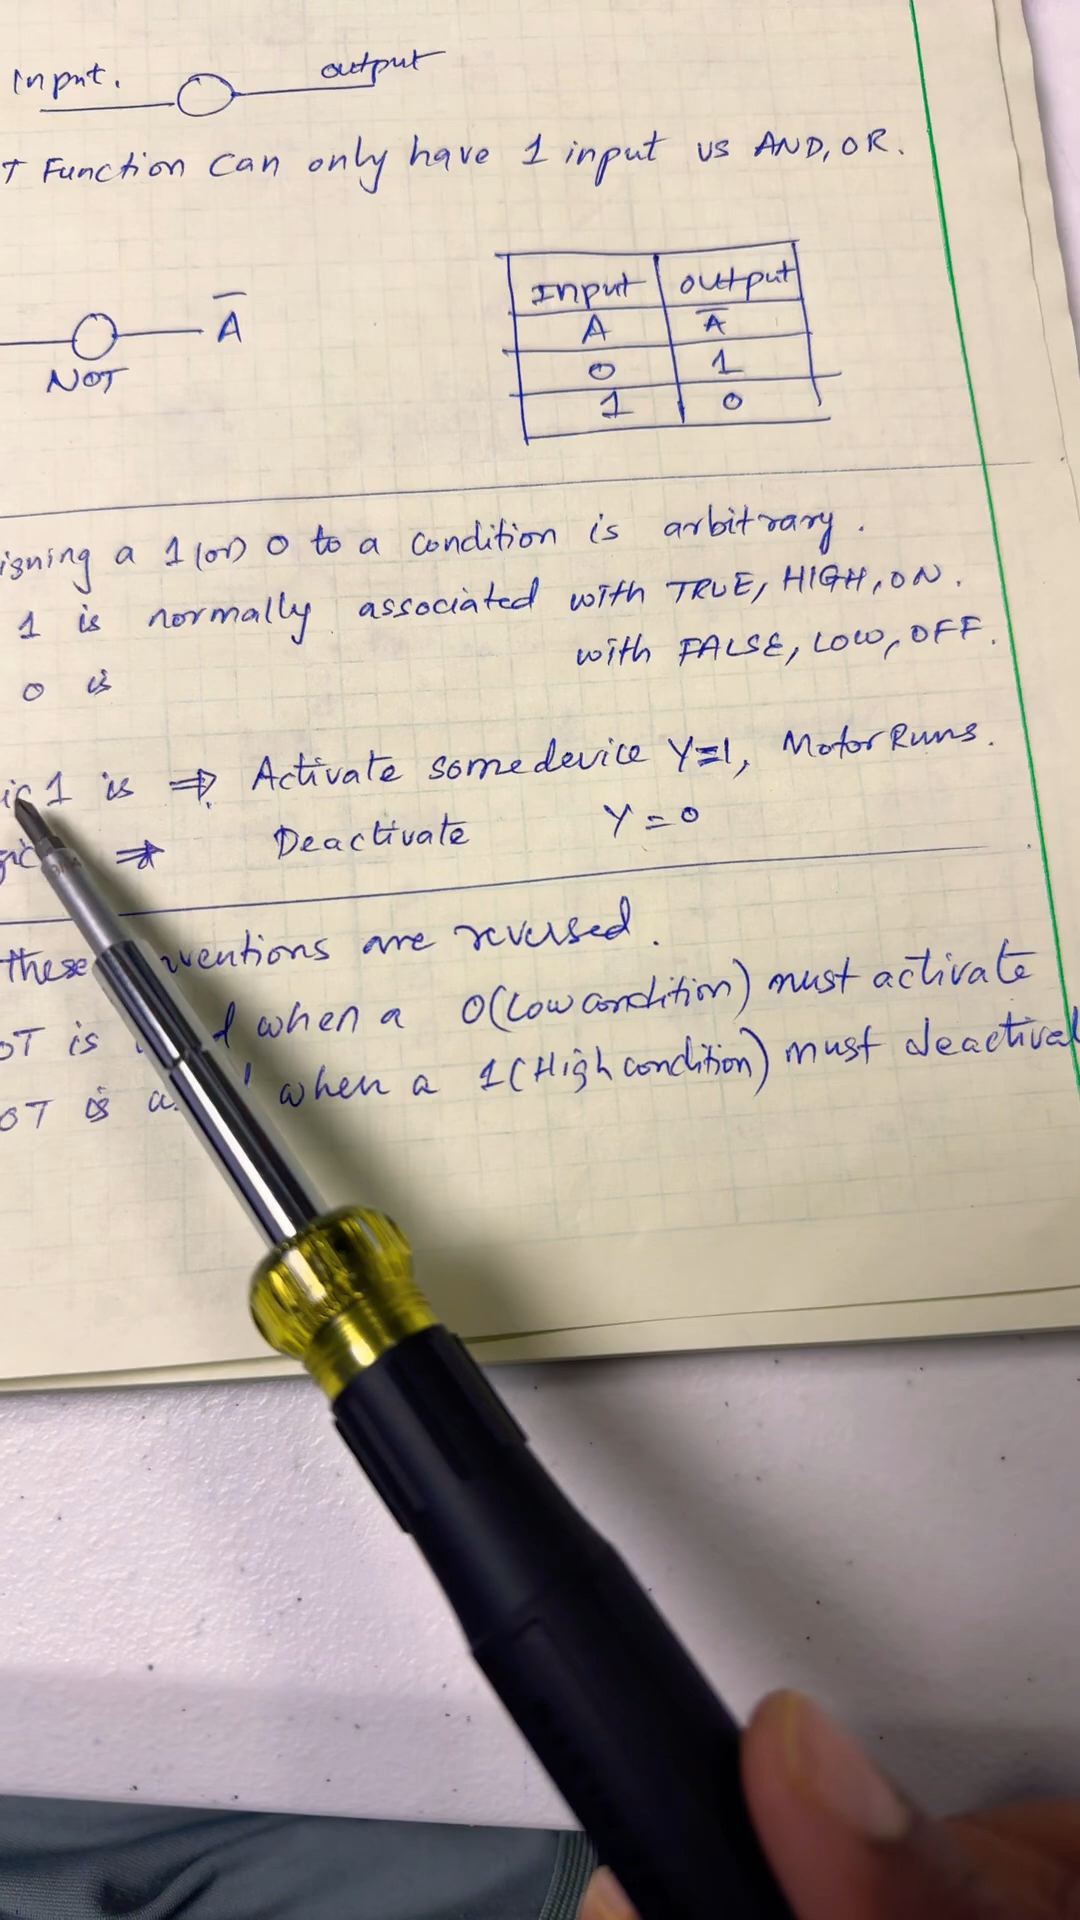 Input. output
T Function Can only have 1 input vs AND, OR.
A̅
NOT
Input output
A A̅
0 1
1 0
igning a 1(or) 0 to a condition is arbitrary.
1 is normally associated with TRUE, HIGH, ON.
0 is with FALSE, LOW, OFF.
1 is ⇒ Activate some device Y=1, Motor Runs.
⇒ Deactivate Y = 0
these are reversed.
OT is when a 0(Low condition) must activate
OT is when a 1(High condition) must deactivat